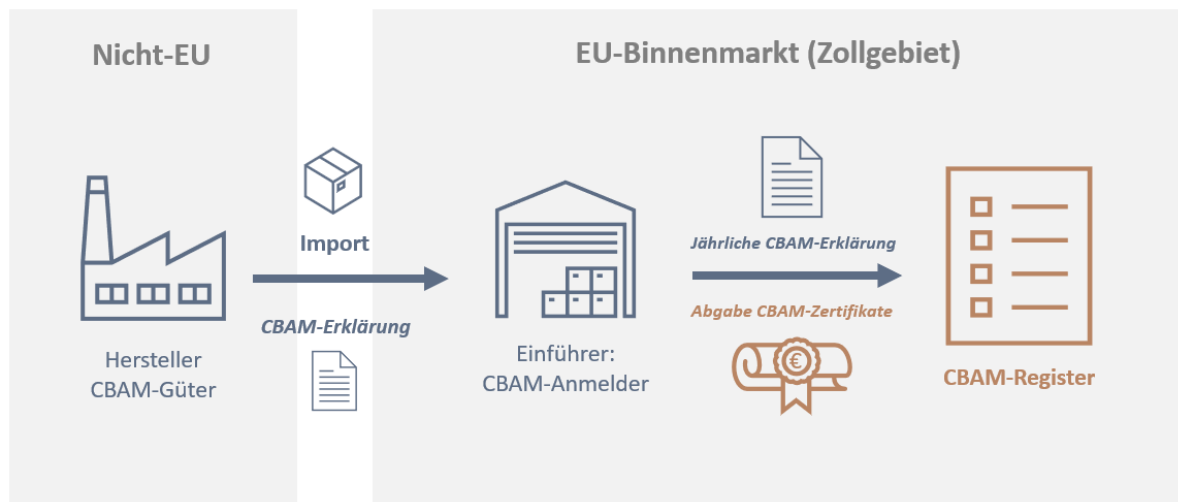 Nicht-EU
EU-Binnenmarkt (Zollgebiet)
Import
CBAM-Erklärung
Jährliche CBAM-Erklärung
Abgabe CBAM-Zertifikate
€
Hersteller
CBAM-Güter
Einführer:
CBAM-Anmelder
CBAM-Register